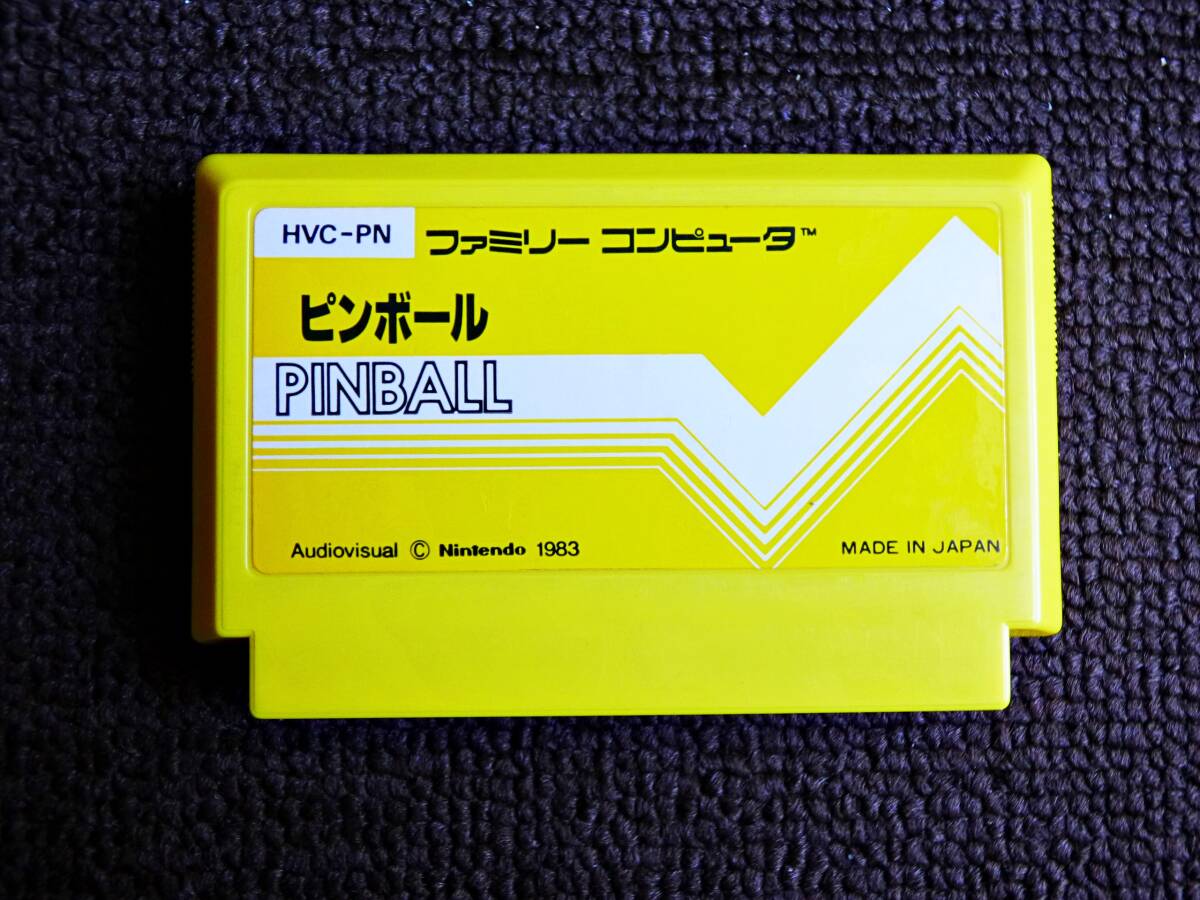 HVC-PN
ファミリー コンピュータ™
ピンボール
PINBALL
Audiovisual © Nintendo 1983
MADE IN JAPAN